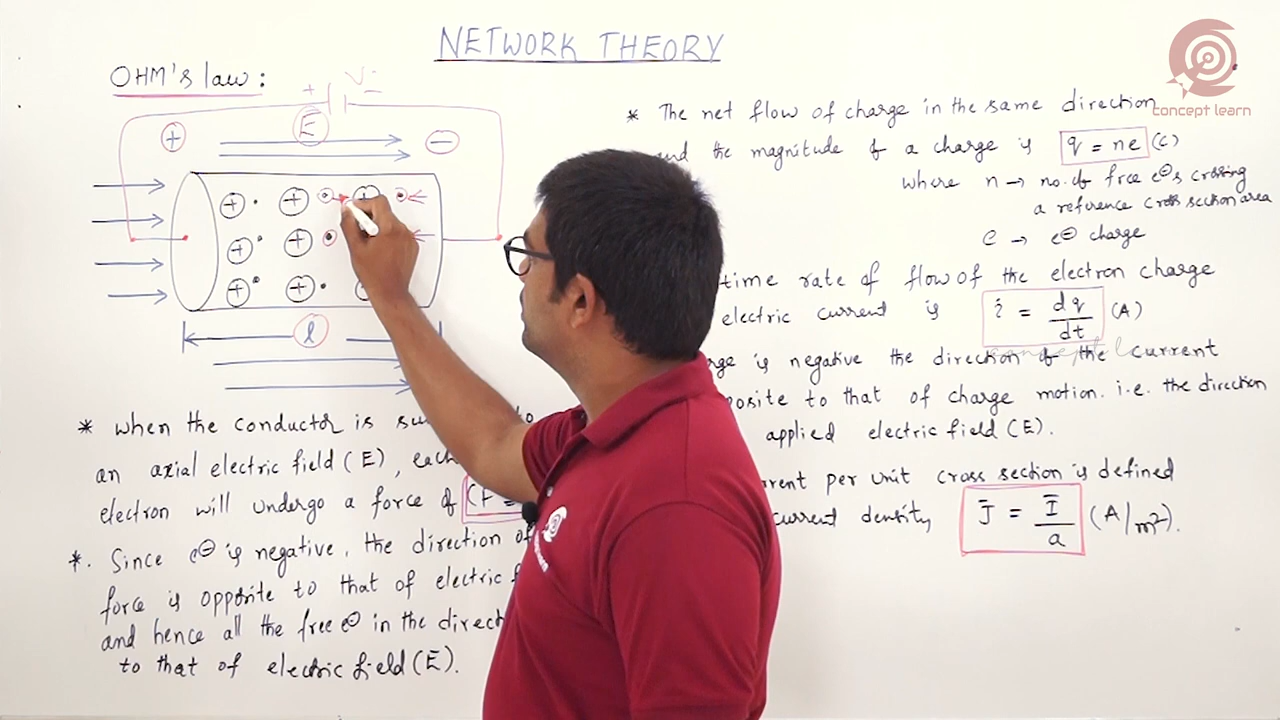 NETWORK THEORY
concept learn
OHM's law :
+ V -
E
+ -
+ + +
+ +
+ +
l
* when the conductor is
an axial electric field (E), each
electron will undergo a force of
*. Since e⊖ is negative, the direction of
force is opposite to that of electric
and hence all the free e⊖ in the
to that of electric field (E).
* The net flow of charge in the same direction
and the magnitude of a charge is q = ne (C)
where n → no. of free e⊖s crossing
a reference cross section area
e → e⊖ charge
time rate of flow of the electron charge
electric current is i = dq/dt (A)
is negative the direction of the current
to that of charge motion. i.e. the direction
applied electric field (E).
per unit cross section is defined
current density J̄ = Ī/a (A/m²).